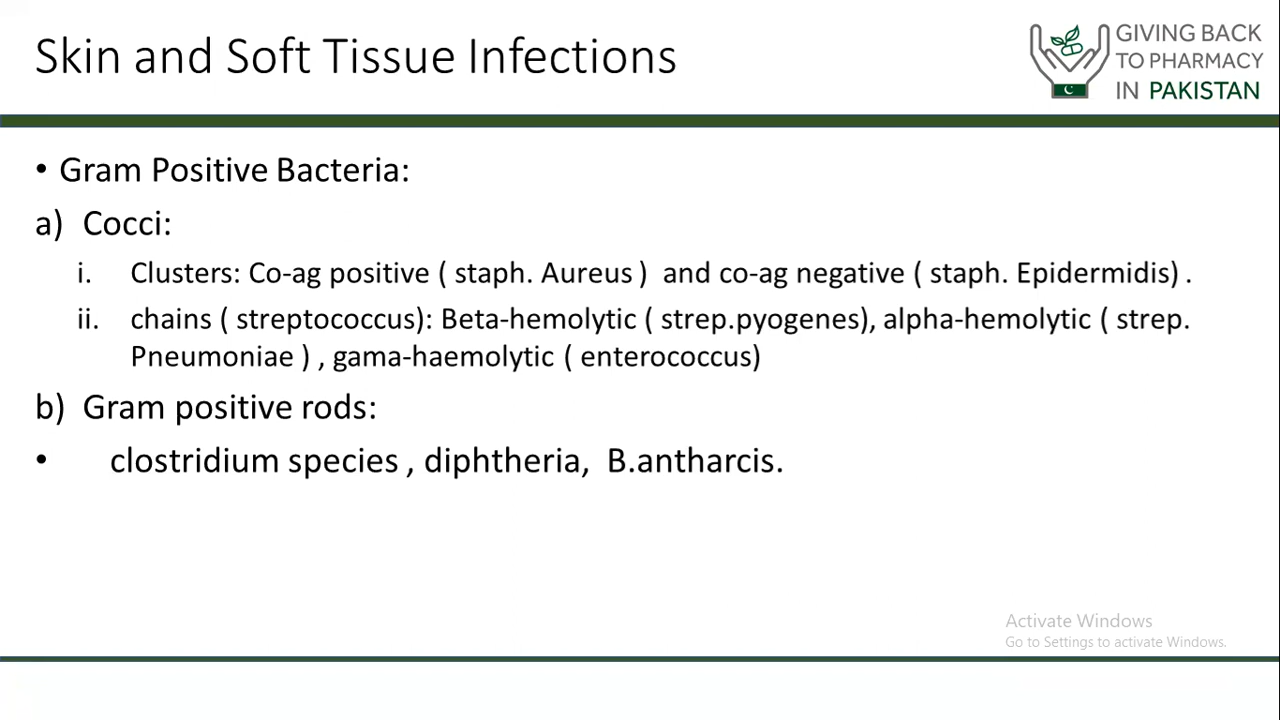 Skin and Soft Tissue Infections
GIVING BACK
TO PHARMACY
IN PAKISTAN
• Gram Positive Bacteria:
a) Cocci:
i. Clusters: Co-ag positive ( staph. Aureus ) and co-ag negative ( staph. Epidermidis) .
ii. chains ( streptococcus): Beta-hemolytic ( strep.pyogenes), alpha-hemolytic ( strep.
Pneumoniae ) , gama-haemolytic ( enterococcus)
b) Gram positive rods:
• clostridium species , diphtheria, B.antharcis.
Activate Windows
Go to Settings to activate Windows.